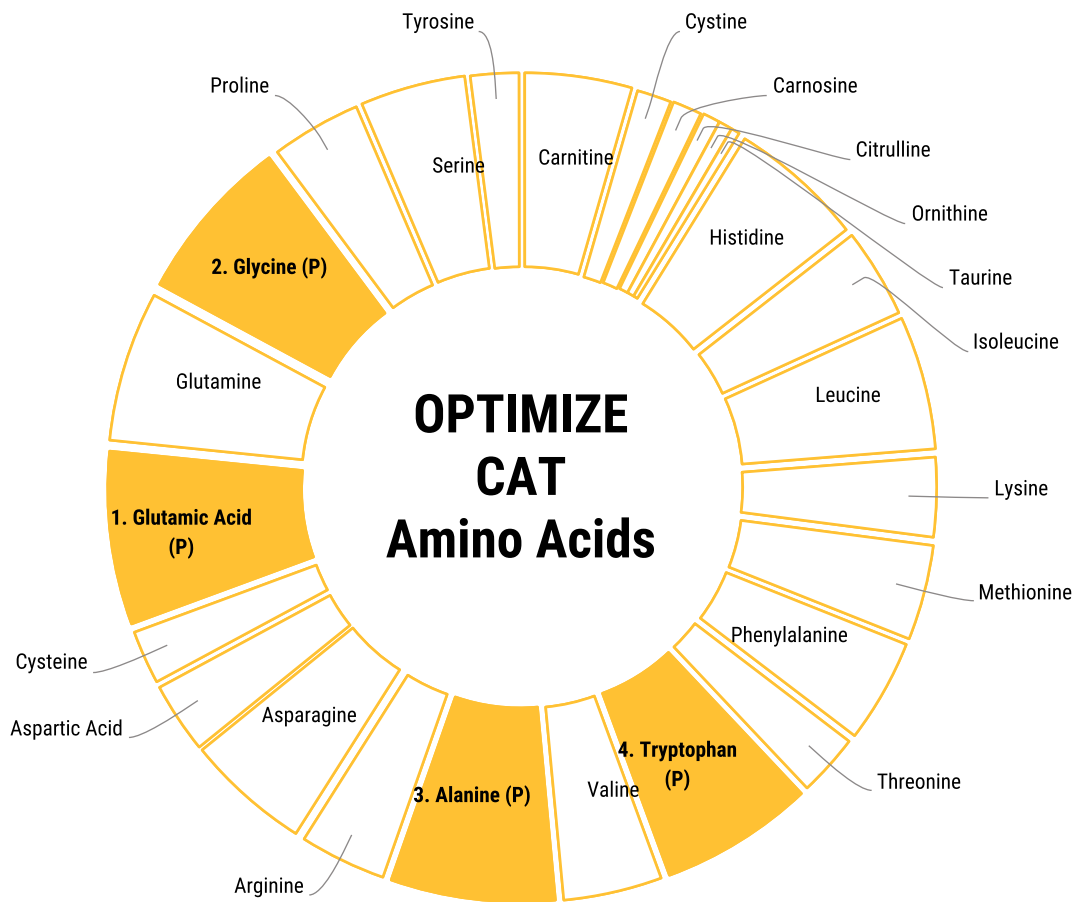 Tyrosine
Cystine
Proline
Carnosine
Serine
Carnitine
Citrulline
Ornithine
Histidine
2. Glycine (P)
Taurine
Isoleucine
Glutamine
Leucine
OPTIMIZE
CAT
Amino Acids
Lysine
1. Glutamic Acid
(P)
Methionine
Phenylalanine
Cysteine
Aspartic Acid
Asparagine
4. Tryptophan
(P)
Threonine
Valine
3. Alanine (P)
Arginine